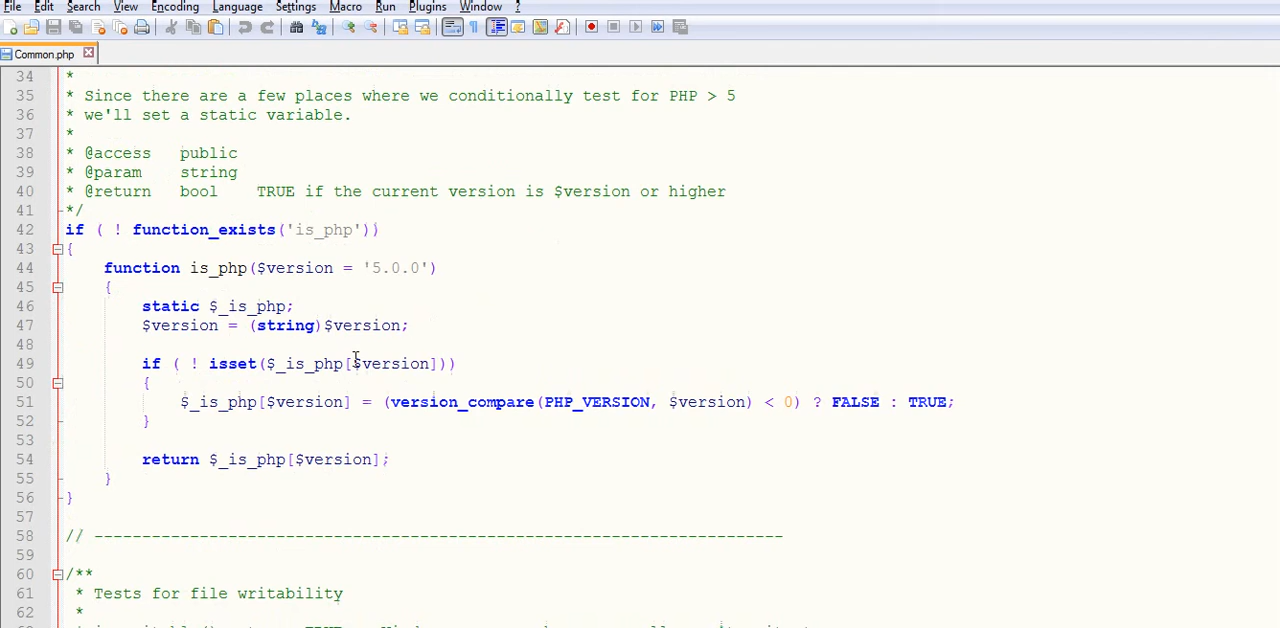 File Edit Search View Encoding Language Settings Macro Run Plugins Window ?
Common.php
34 *
35 * Since there are a few places where we conditionally test for PHP > 5
36 * we'll set a static variable.
37 *
38 * @access public
39 * @param string
40 * @return bool TRUE if the current version is $version or higher
41 */
42 if ( ! function_exists('is_php'))
43 {
44 function is_php($version = '5.0.0')
45 {
46 static $_is_php;
47 $version = (string)$version;
48
49 if ( ! isset($_is_php[$version]))
50 {
51 $_is_php[$version] = (version_compare(PHP_VERSION, $version) < 0) ? FALSE : TRUE;
52 }
53
54 return $_is_php[$version];
55 }
56 }
57
58 // ------------------------------------------------------------------------
59
60 /**
61 * Tests for file writability
62 *